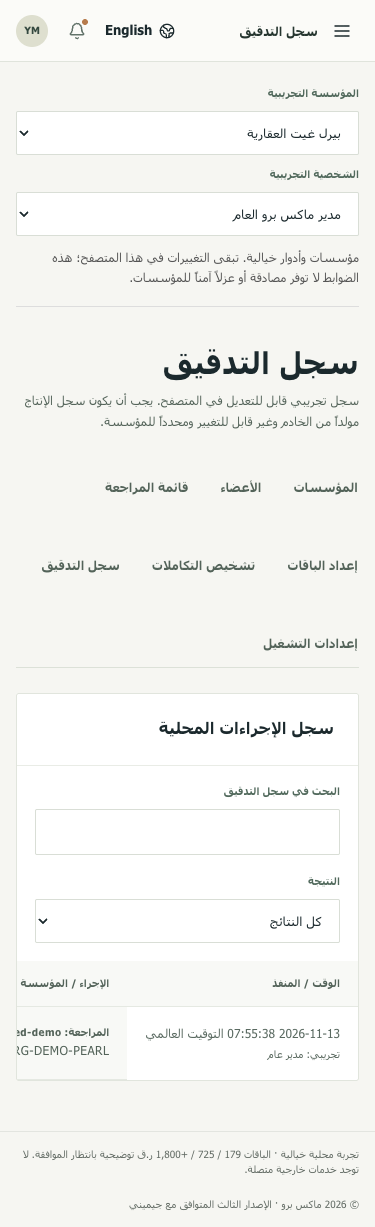 سجل التدقيق
English
YM
المؤسسة التجريبية
بيرل غيت العقارية
الشخصية التجريبية
مدير ماكس برو العام
مؤسسات وأدوار خيالية. تبقى التغييرات في هذا المتصفح؛ هذه
الضوابط لا توفر مصادقة أو عزلاً آمناً للمؤسسات.
سجل التدقيق
سجل تجريبي قابل للتعديل في المتصفح. يجب أن يكون سجل الإنتاج
مولداً من الخادم وغير قابل للتغيير ومحدداً للمؤسسة.
المؤسسات الأعضاء قائمة المراجعة
إعداد الباقات تشخيص التكاملات سجل التدقيق
إعدادات التشغيل
سجل الإجراءات المحلية
البحث في سجل التدقيق
النتيجة
كل النتائج
الوقت / المنفذ الإجراء / المؤسسة
2026-11-13 07:55:38 التوقيت العالمي المراجعة: ed-demo
تجريبي: مدير عام RG-DEMO-PEARL
تجربة محلية خيالية · الباقات 179 / 725 / +1,800 ر.ق توضيحية بانتظار الموافقة. لا
توجد خدمات خارجية متصلة.
© 2026 ماكس برو · الإصدار الثالث المتوافق مع جيميني